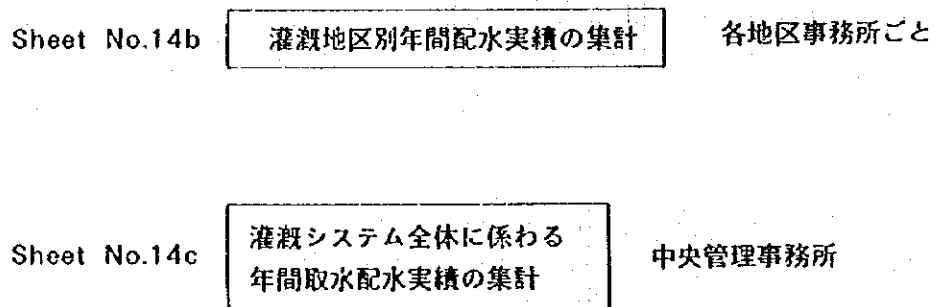 Sheet No.14b 灌漑地区別年間配水実績の集計 各地区事務所ごと
Sheet No.14c 灌漑システム全体に係わる
年間取水配水実績の集計 中央管理事務所